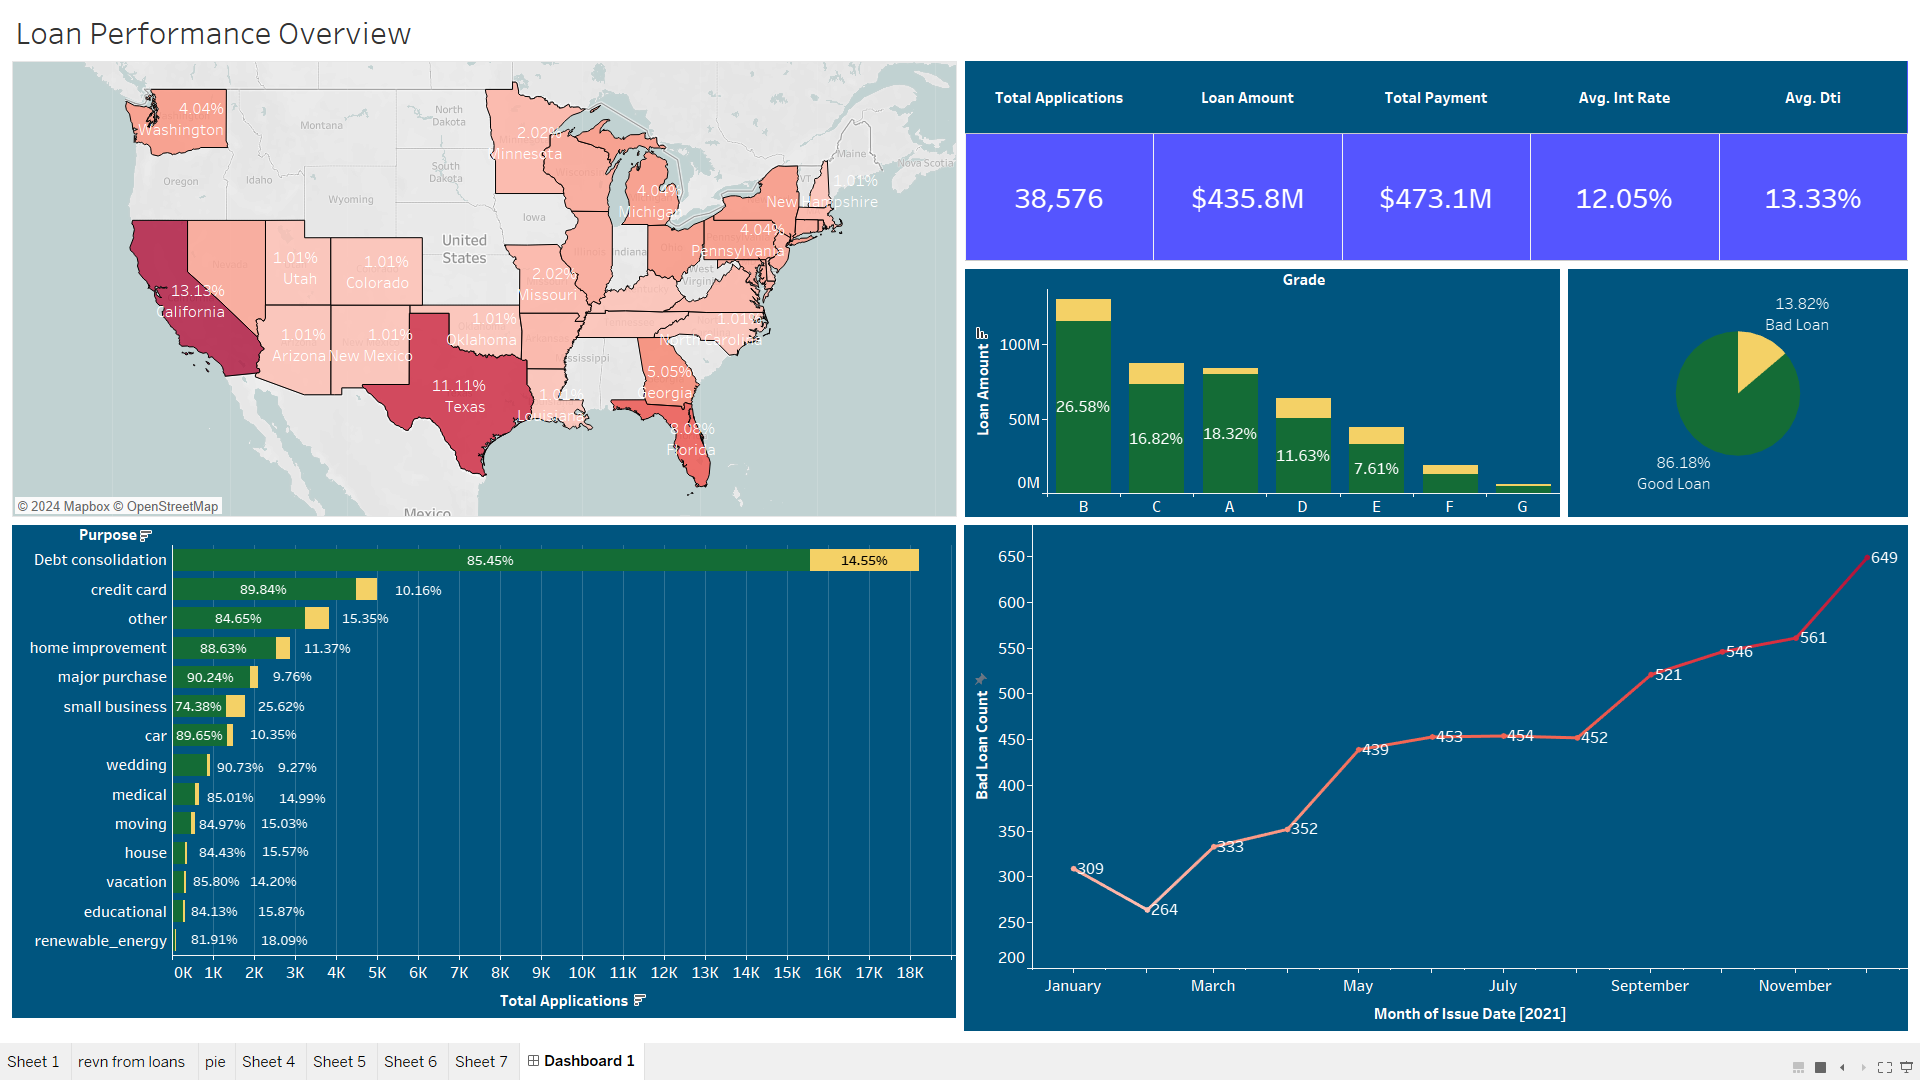 Loan Performance Overview
4.04%
Washington
Montana
North
Dakota
2.02%
Minnesota
Oregon
Idaho
South
Dakota
Wyoming
Iowa
4.04%
Michigan
Maine
Nova Scotia
VT
1.01%
New Hampshire
4.04%
Pennsylvania
United
States
Indiana
West
Virginia
1.01%
Utah
1.01%
Colorado
2.02%
Missouri
13.13%
California
1.01%
Arizona
1.01%
New Mexico
1.01%
Oklahoma
1.01%
North Carolina
Mississippi
11.11%
Texas
1.01%
Louisiana
5.05%
Georgia
8.08%
Florida
Mexico
© 2024 Mapbox © OpenStreetMap
Total Applications
Loan Amount
Total Payment
Avg. Int Rate
Avg. Dti
38,576
$435.8M
$473.1M
12.05%
13.33%
Grade
Loan Amount
100M
50M
0M
26.58%
16.82%
18.32%
11.63%
7.61%
B
C
A
D
E
F
G
13.82%
Bad Loan
86.18%
Good Loan
Purpose
Debt consolidation 85.45% 14.55%
credit card 89.84% 10.16%
other 84.65% 15.35%
home improvement 88.63% 11.37%
major purchase 90.24% 9.76%
small business 74.38% 25.62%
car 89.65% 10.35%
wedding 90.73% 9.27%
medical 85.01% 14.99%
moving 84.97% 15.03%
house 84.43% 15.57%
vacation 85.80% 14.20%
educational 84.13% 15.87%
renewable_energy 81.91% 18.09%
0K 1K 2K 3K 4K 5K 6K 7K 8K 9K 10K 11K 12K 13K 14K 15K 16K 17K 18K
Total Applications
Bad Loan Count
650
600
550
500
450
400
350
300
250
200
309
264
333
352
439
453
454
452
521
546
561
649
January March May July September November
Month of Issue Date [2021]
Sheet 1 revn from loans pie Sheet 4 Sheet 5 Sheet 6 Sheet 7 Dashboard 1